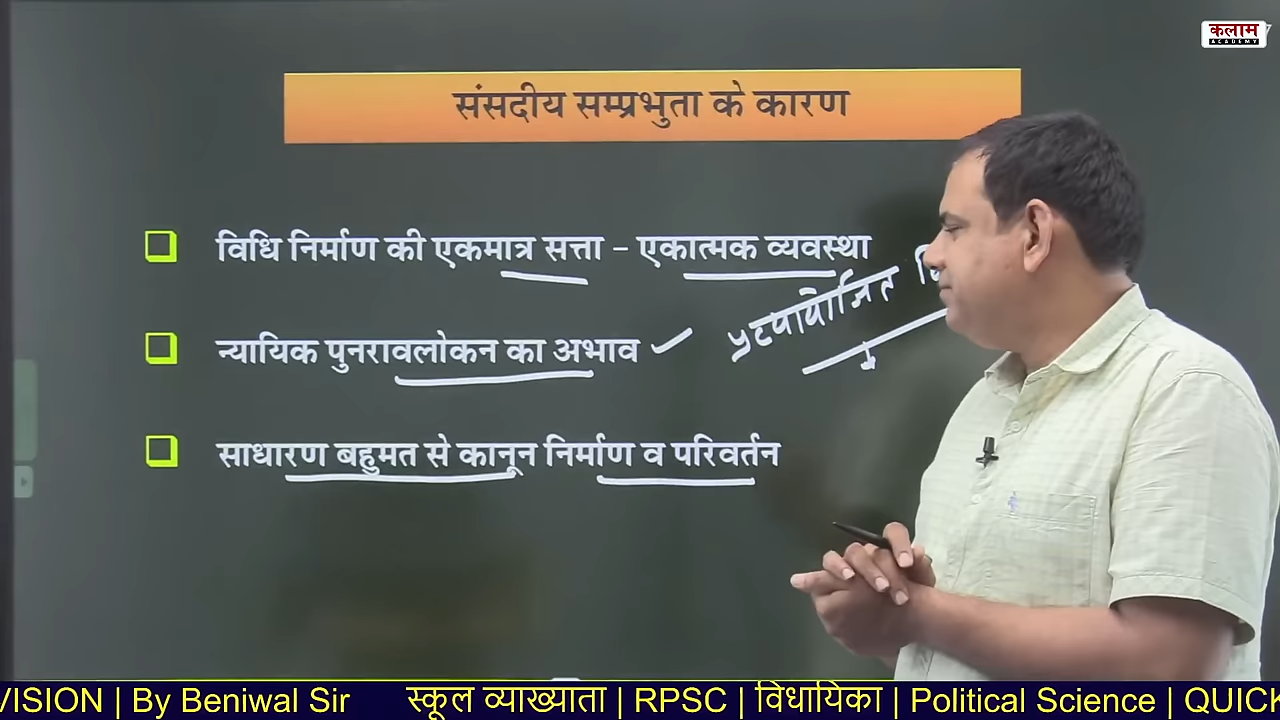 कलाम
ACADEMY
संसदीय सम्प्रभुता के कारण
विधि निर्माण की एकमात्र सत्ता – एकात्मक व्यवस्था
न्यायिक पुनरावलोकन का अभाव
साधारण बहुमत से कानून निर्माण व परिवर्तन
VISION | By Beniwal Sir स्कूल व्याख्याता | RPSC | विधायिका | Political Science | QUICK